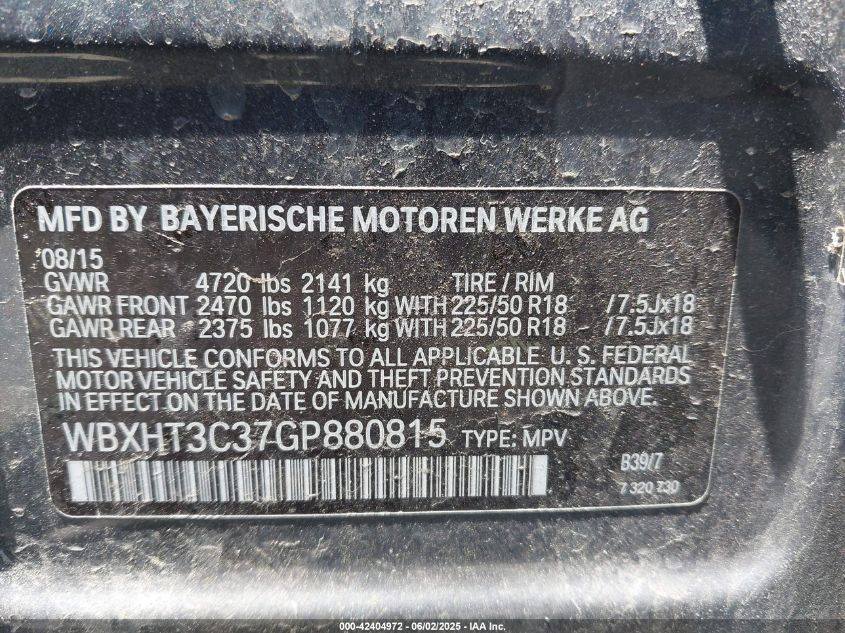 MFD BY BAYERISCHE MOTOREN WERKE AG
08/15
GVWR 4720 lbs 2141 kg TIRE / RIM
GAWR FRONT 2470 lbs 1120 kg WITH 225/50 R18 /7.5Jx18
GAWR REAR 2375 lbs 1077 kg WITH 225/50 R18 /7.5Jx18
THIS VEHICLE CONFORMS TO ALL APPLICABLE U.S. FEDERAL
MOTOR VEHICLE SAFETY AND THEFT PREVENTION STANDARDS
IN EFFECT ON THE DATE OF MANUFACTURE SHOWN ABOVE.
WBXHT3C37GP880815 TYPE: MPV
B39/7
7 320 730
000-42404972 - 06/02/2025 - IAA Inc.